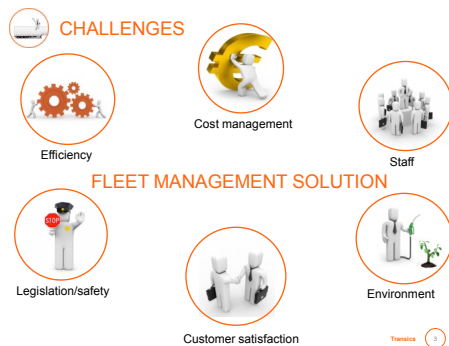 CHALLENGES
Cost management
Efficiency
Staff
FLEET MANAGEMENT SOLUTION
STOP
Legislation/safety
Environment
Customer satisfaction
Transics 3